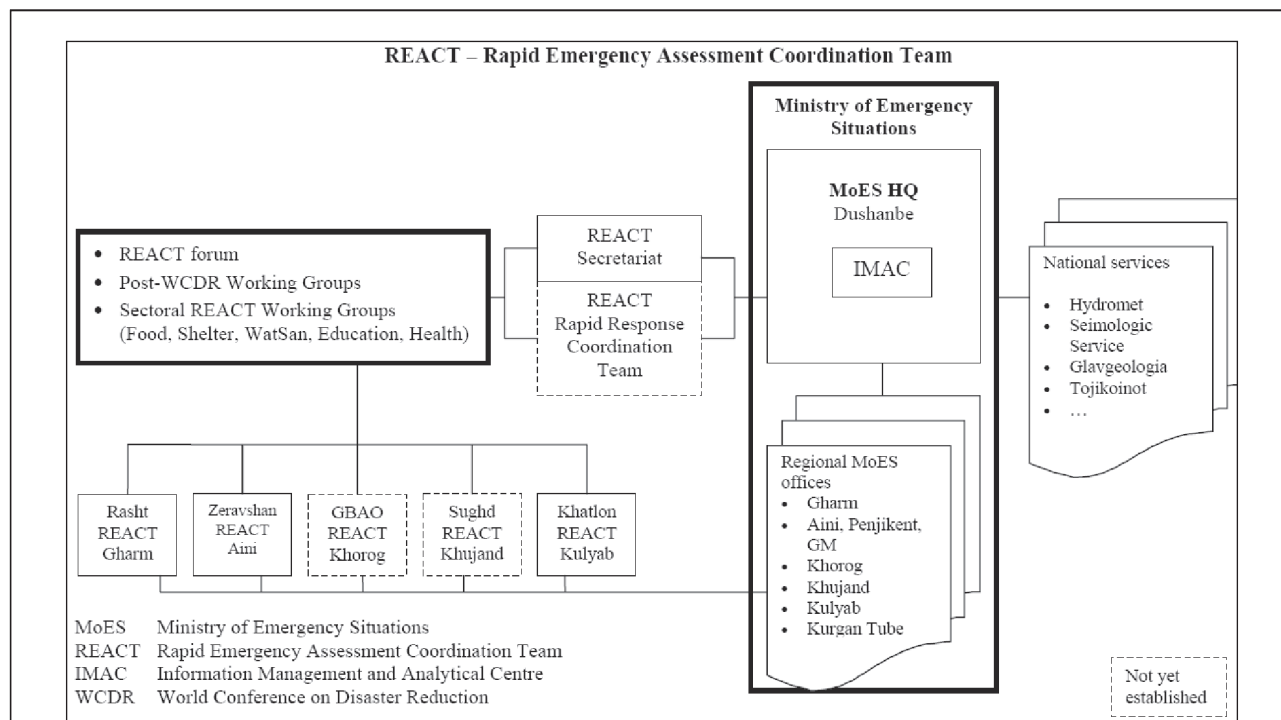 REACT – Rapid Emergency Assessment Coordination Team
Ministry of Emergency
Situations
MoES HQ
Dushanbe
IMAC
REACT
Secretariat
REACT
Rapid Response
Coordination
Team
• REACT forum
• Post-WCDR Working Groups
• Sectoral REACT Working Groups
(Food, Shelter, WatSan, Education, Health)
National services
• Hydromet
• Seimologic
Service
• Glavgeologia
• Tojikoinot
• …
Regional MoES
offices
• Gharm
• Aini, Penjikent,
GM
• Khorog
• Khujand
• Kulyab
• Kurgan Tube
Rasht
REACT
Gharm
Zeravshan
REACT
Aini
GBAO
REACT
Khorog
Sughd
REACT
Khujand
Khatlon
REACT
Kulyab
MoES Ministry of Emergency Situations
REACT Rapid Emergency Assessment Coordination Team
IMAC Information Management and Analytical Centre
WCDR World Conference on Disaster Reduction
Not yet
established